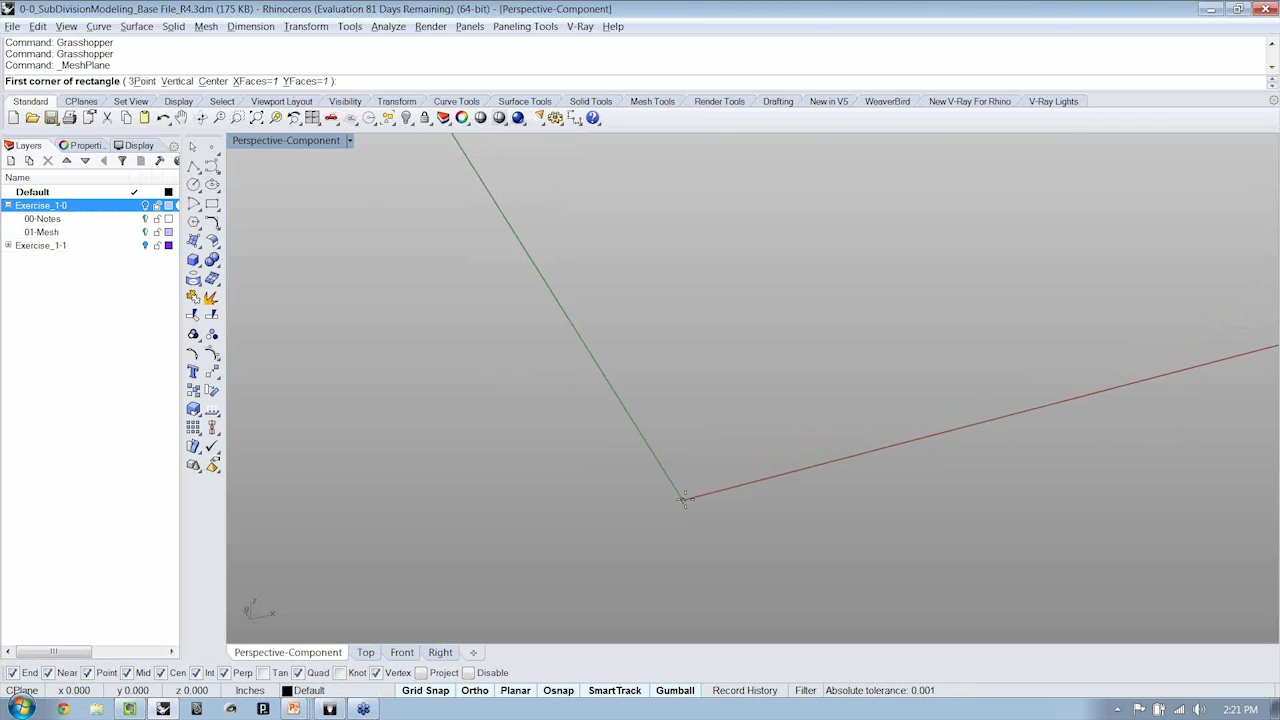 0-0_SubDivisionModeling_Base File_R4.3dm (175 KB) - Rhinoceros (Evaluation 81 Days Remaining) (64-bit) - [Perspective-Component]
File Edit View Curve Surface Solid Mesh Dimension Transform Tools Analyze Render Panels Paneling Tools V-Ray Help
Command: Grasshopper
Command: Grasshopper
Command: _MeshPlane
First corner of rectangle ( 3Point Vertical Center XFaces=1 YFaces=1 ):
Standard CPlanes Set View Display Select Viewport Layout Visibility Transform Curve Tools Surface Tools Solid Tools Mesh Tools Render Tools Drafting New in V5 WeaverBird New V-Ray For Rhino V-Ray Lights
Layers Properti... Display
Perspective-Component
Name
Default
Exercise_1-0
00-Notes
01-Mesh
Exercise_1-1
z
y
x
Perspective-Component Top Front Right
End Near Point Mid Cen Int Perp Tan Quad Knot Vertex Project Disable
CPlane x 0.000 y 0.000 z 0.000 Inches Default Grid Snap Ortho Planar Osnap SmartTrack Gumball Record History Filter Absolute tolerance: 0.001
2:21 PM